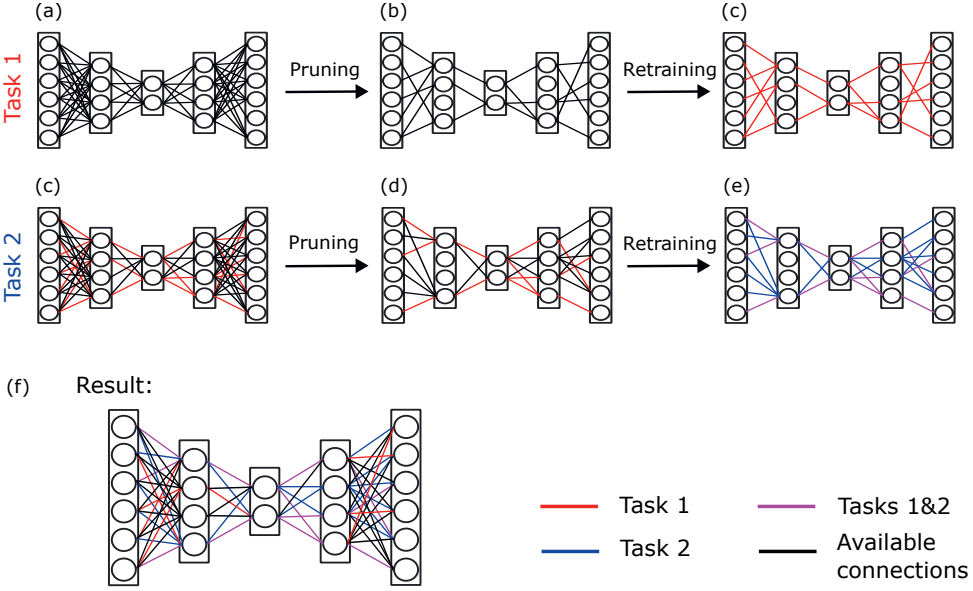 (a)
(b)
(c)
Task 1
Pruning
Retraining
(c)
(d)
(e)
Task 2
Pruning
Retraining
(f)
Result:
Task 1
Tasks 1&2
Task 2
Available
connections